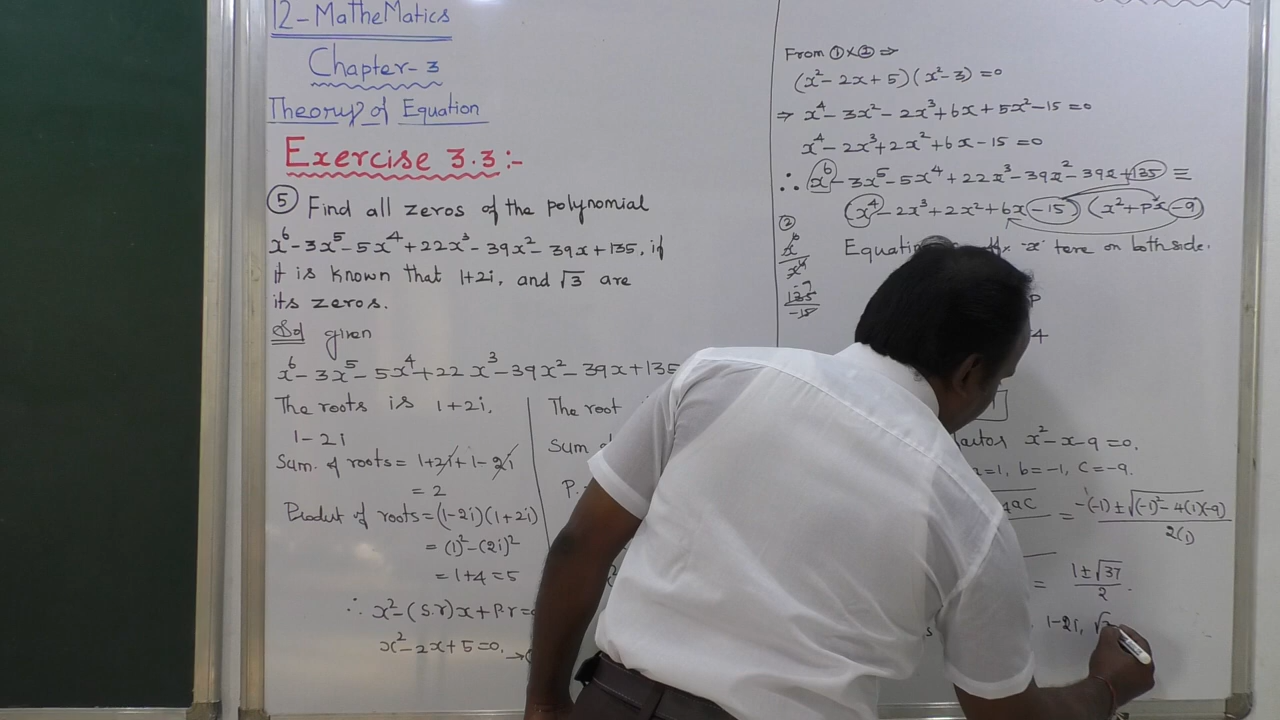 12-MatheMatics
Chapter-3
Theory of Equation
Exercise 3.3:-
⑤ Find all zeros of the polynomial
x⁶-3x⁵-5x⁴+22x³-39x²-39x+135, if
it is known that 1+2i, and √3 are
its zeros.
Sol given
x⁶-3x⁵-5x⁴+22x³-39x²-39x+135
The roots is 1+2i,
1-2i
Sum. of roots = 1+2i+1-2i
= 2
Product of roots = (1-2i)(1+2i)
= (1)²-(2i)²
= 1+4=5
∴ x²-(S.r)x+P.r=
x²-2x+5=0, →
The root
Sum
P.
From ①×② ⇒
(x²-2x+5)(x²-3)=0
⇒ x⁴-3x²-2x³+6x+5x²-15=0
x⁴-2x³+2x²+6x-15=0
∴ x⁶-3x⁵-5x⁴+22x³-39x²-39x+135 ≡
(x⁴-2x³+2x²+6x-15)(x²+px-9)
x⁶
x⁴
-9
135
-15
term on both side.
P
4
x²-x-9=0.
=1, b=-1, C=-9.
= -(-1)±√(-1)²-4(1)(-9)
2(1)
= 1±√37
2.
1-2i, √